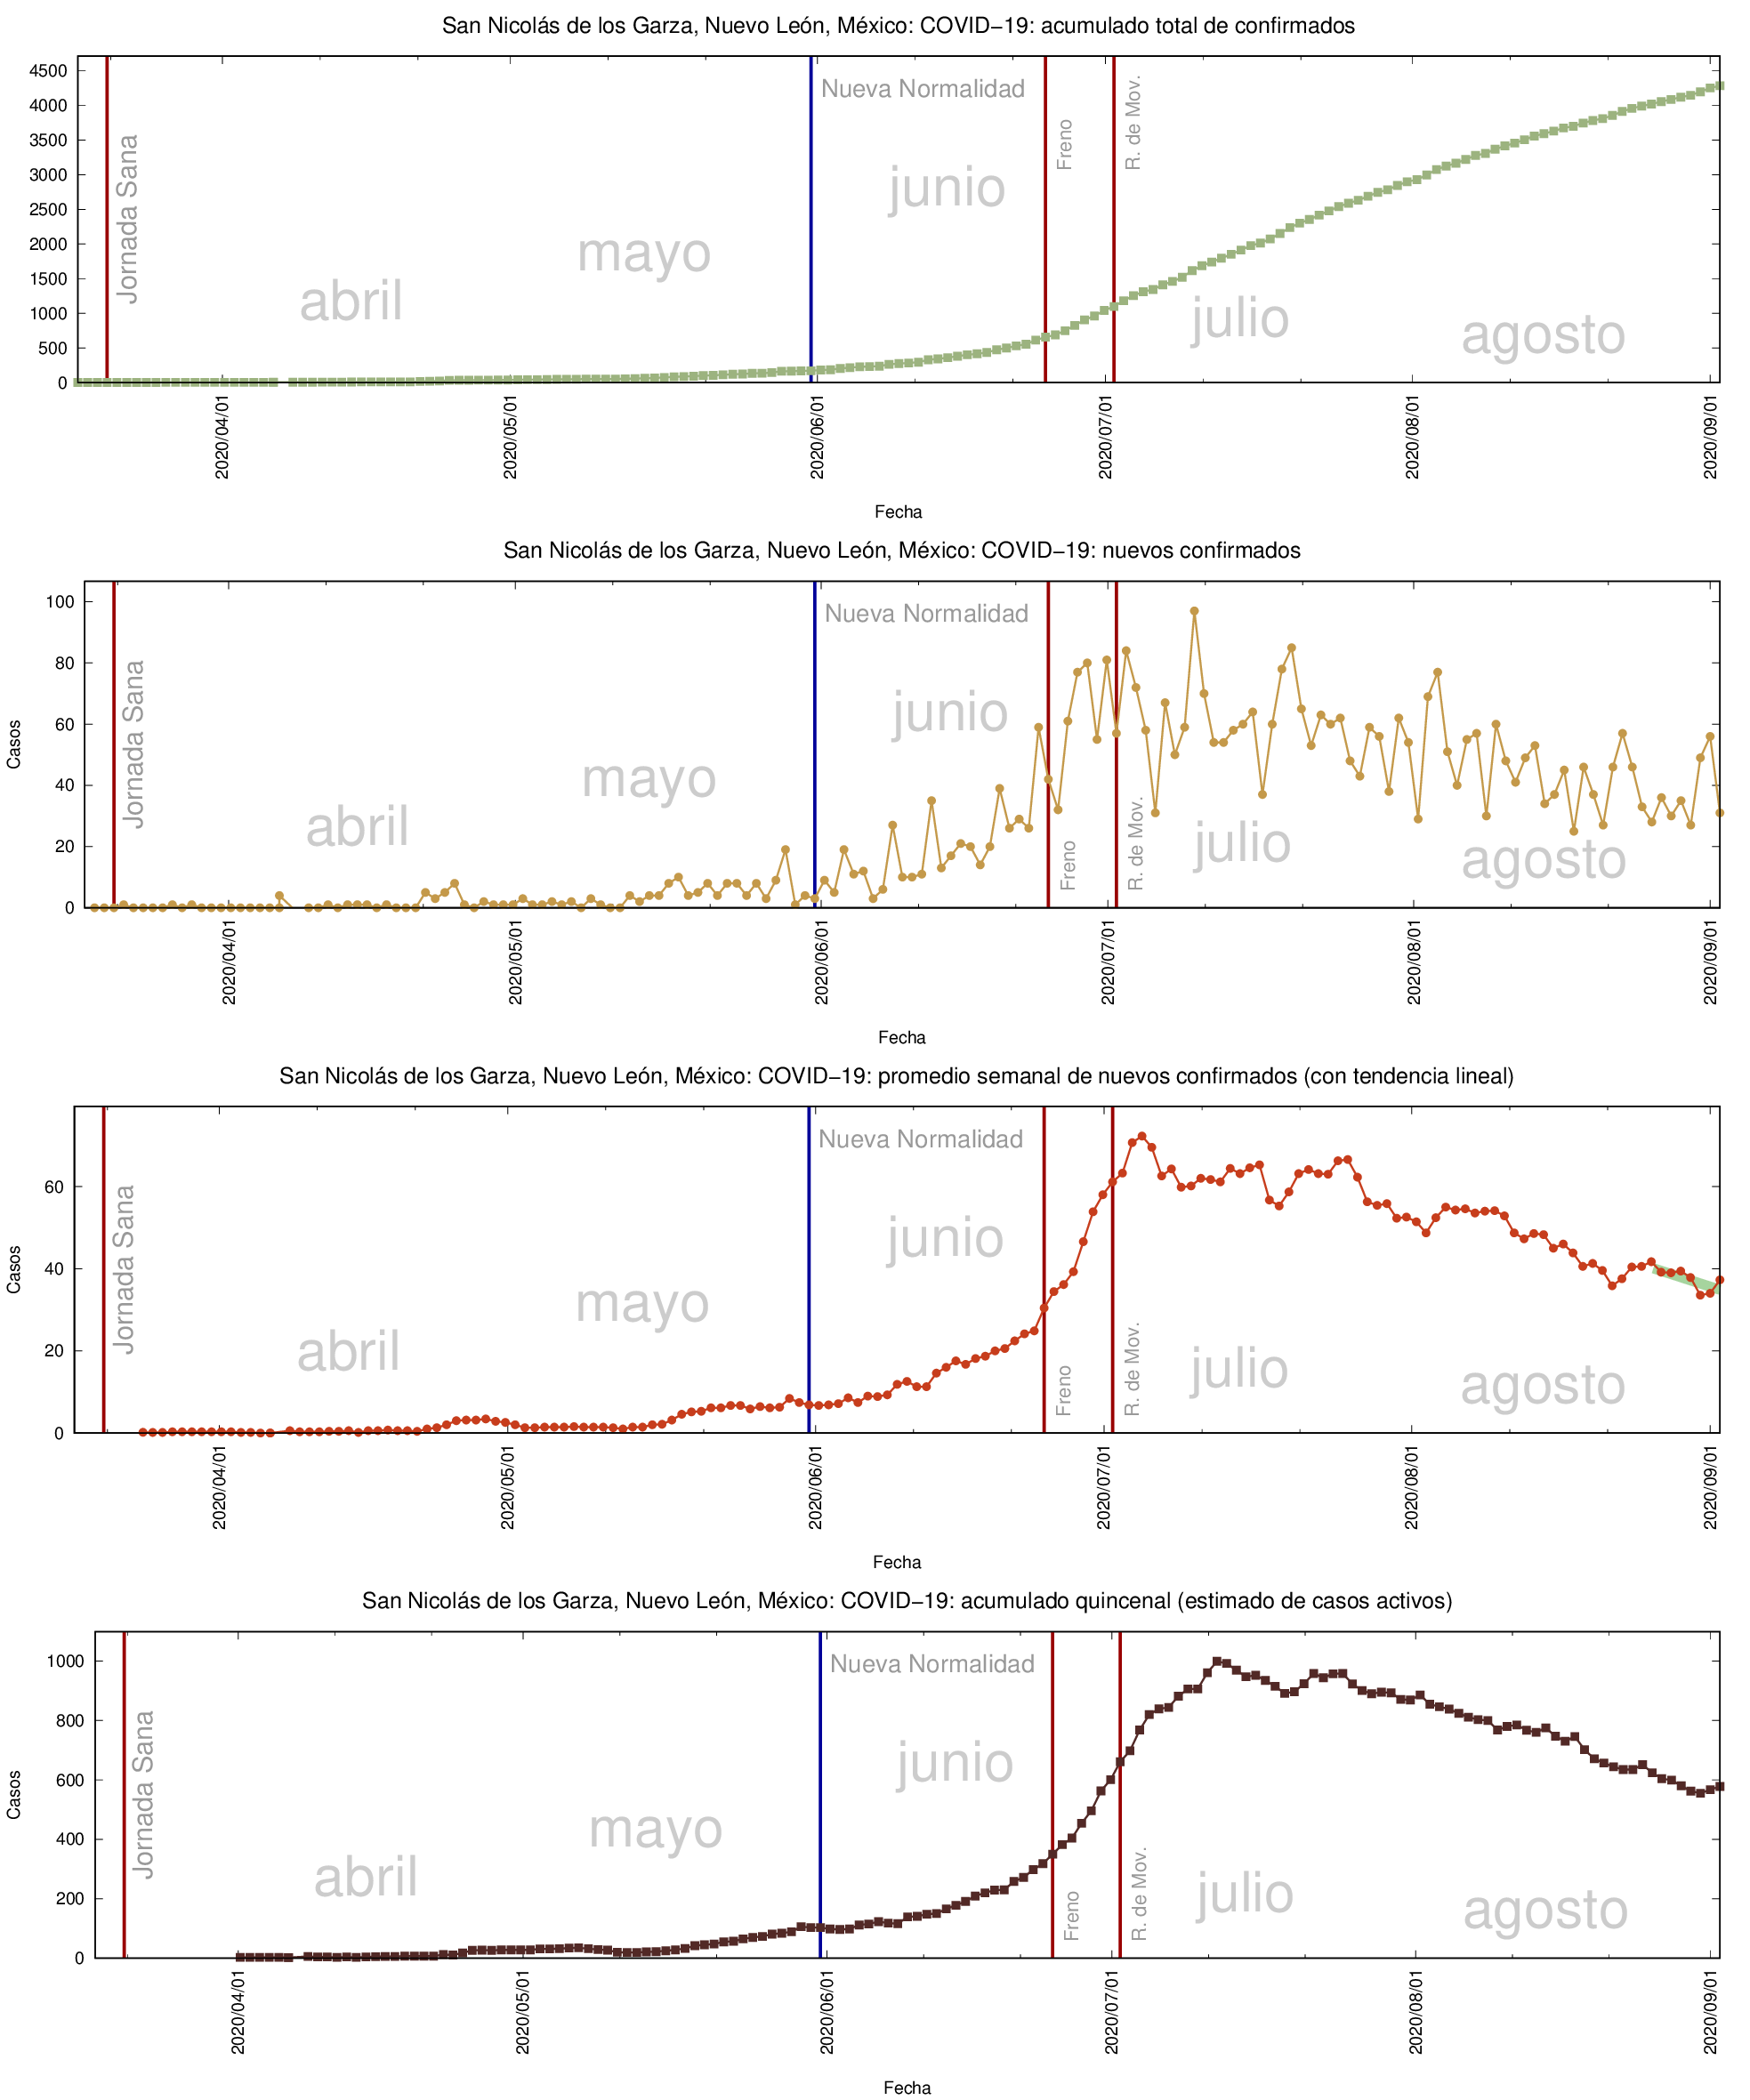 San Nicolás de los Garza, Nuevo León, México: COVID−19: acumulado total de confirmados
4500
4000
3500
3000
2500
2000
1500
1000
500
0
Jornada Sana
abril
mayo
Nueva Normalidad
junio
Freno
R. de Mov.
julio
agosto
2020/04/01
2020/05/01
2020/06/01
2020/07/01
2020/08/01
2020/09/01
Fecha
San Nicolás de los Garza, Nuevo León, México: COVID−19: nuevos confirmados
Casos
100
80
60
40
20
0
Jornada Sana
abril
mayo
Nueva Normalidad
junio
Freno
R. de Mov.
julio
agosto
2020/04/01
2020/05/01
2020/06/01
2020/07/01
2020/08/01
2020/09/01
Fecha
San Nicolás de los Garza, Nuevo León, México: COVID−19: promedio semanal de nuevos confirmados (con tendencia lineal)
Casos
60
40
20
0
Jornada Sana
abril
mayo
Nueva Normalidad
junio
Freno
R. de Mov.
julio
agosto
2020/04/01
2020/05/01
2020/06/01
2020/07/01
2020/08/01
2020/09/01
Fecha
San Nicolás de los Garza, Nuevo León, México: COVID−19: acumulado quincenal (estimado de casos activos)
Casos
1000
800
600
400
200
0
Jornada Sana
abril
mayo
Nueva Normalidad
junio
Freno
R. de Mov.
julio
agosto
2020/04/01
2020/05/01
2020/06/01
2020/07/01
2020/08/01
2020/09/01
Fecha